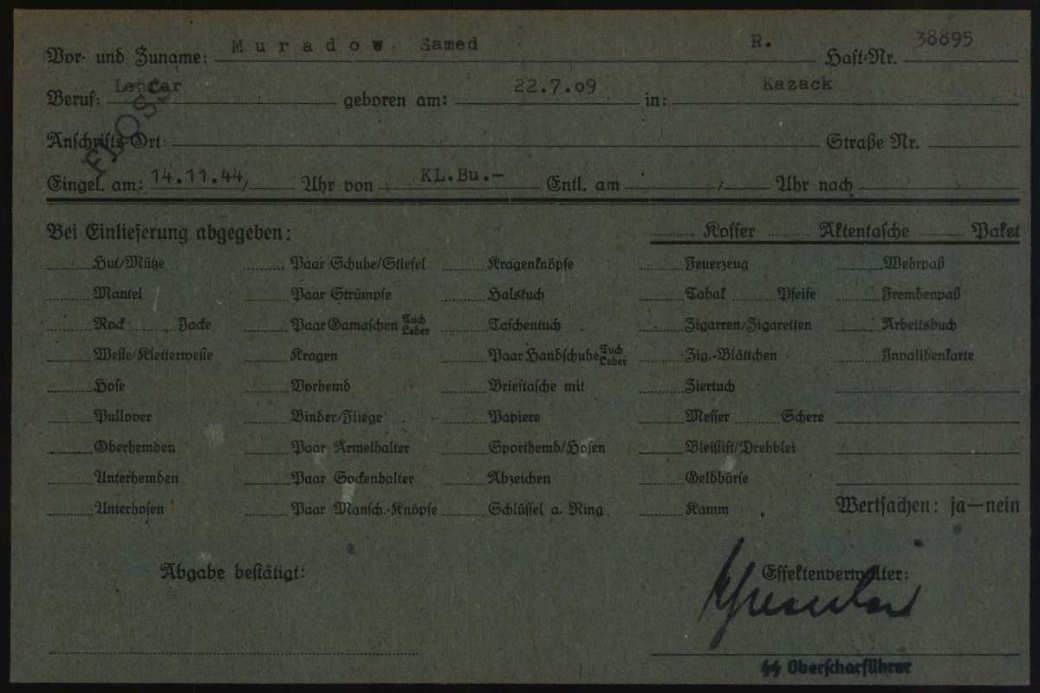 Vor- und Zuname: Muradow Samed R. Haft-Nr. 38895
Beruf: geboren am: 22.7.09 in: Kazack
FLOSS
Anschrifts-Ort: Straße Nr.
Eingel. am: 14.11.44, Uhr von KL.Bu.- Entl. am Uhr nach
Bei Einlieferung abgegeben: Koffer Aktentasche Paket
Hut/Mütze Paar Schuhe/Stiefel Kragenknöpfe Feuerzeug Wehrpaß
Mantel Paar Strümpfe Halstuch Tabak Pfeife Fremdenpaß
Rock Jacke Paar Gamaschen Tuch Leder Taschentuch Zigarren/Zigaretten Arbeitsbuch
Weste/Kletterweste Kragen Paar Handschuhe Tuch Leder Zig.-Blättchen Invalidenkarte
Hose Vorhemd Brieftasche mit Ziertuch
Pullover Binder/Fliege Papiere Messer Schere
Oberhemden Paar Ärmelhalter Sporthemd/Hosen Bleistift/Drehblei
Unterhemden Paar Sockenhalter Abzeichen Geldbörse
Unterhosen Paar Mansch.-Knöpfe Schlüssel a. Ring Kamm Wertsachen: ja—nein
Abgabe bestätigt: Effektenverwalter:
SS Oberscharführer